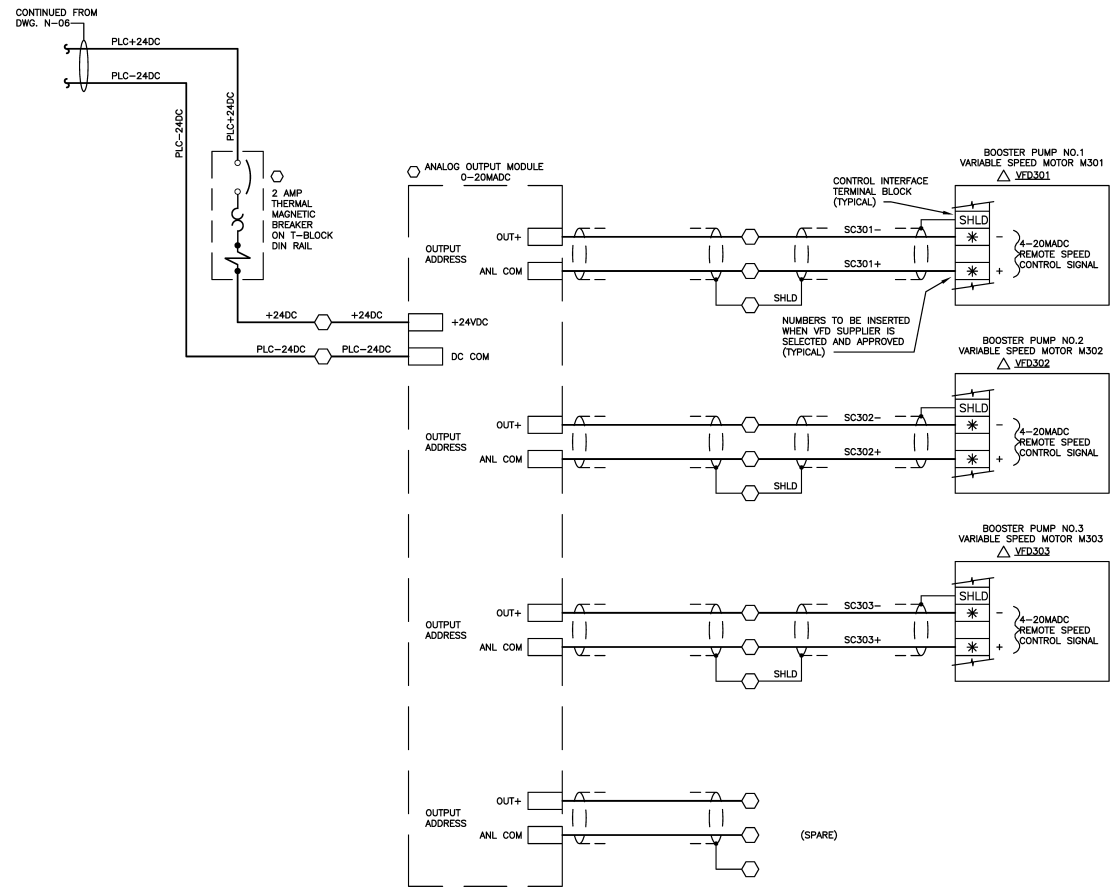 CONTINUED FROM
DWG. N-06
PLC+24DC
PLC-24DC
PLC-24DC
PLC+24DC
2 AMP
THERMAL
MAGNETIC
BREAKER
ON T-BLOCK
DIN RAIL
+24DC
+24DC
PLC-24DC
PLC-24DC
ANALOG OUTPUT MODULE
0-20MADC
OUTPUT
ADDRESS
OUT+
ANL COM
+24VDC
DC COM
SHLD
SC301-
SC301+
CONTROL INTERFACE
TERMINAL BLOCK
(TYPICAL)
NUMBERS TO BE INSERTED
WHEN VFD SUPPLIER IS
SELECTED AND APPROVED
(TYPICAL)
BOOSTER PUMP NO.1
VARIABLE SPEED MOTOR M301
VFD301
SHLD
* -
* +
4-20MADC
REMOTE SPEED
CONTROL SIGNAL
OUTPUT
ADDRESS
OUT+
ANL COM
SHLD
SC302-
SC302+
BOOSTER PUMP NO.2
VARIABLE SPEED MOTOR M302
VFD302
SHLD
* -
* +
4-20MADC
REMOTE SPEED
CONTROL SIGNAL
OUTPUT
ADDRESS
OUT+
ANL COM
SHLD
SC303-
SC303+
BOOSTER PUMP NO.3
VARIABLE SPEED MOTOR M303
VFD303
SHLD
* -
* +
4-20MADC
REMOTE SPEED
CONTROL SIGNAL
OUTPUT
ADDRESS
OUT+
ANL COM
(SPARE)